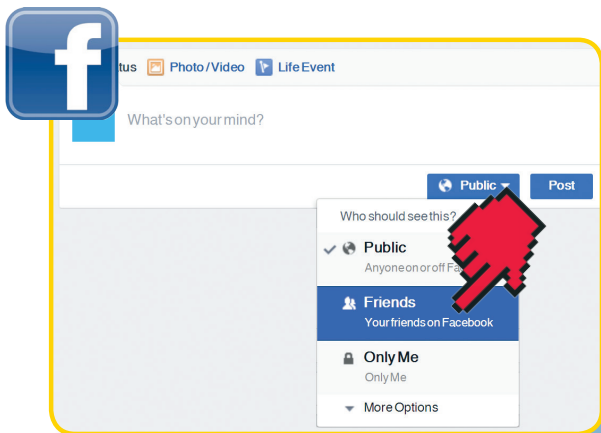 f
tus Photo/Video Life Event
What's on your mind?
Public Post
Who should see this?
Public
Anyone on or off Fa
Friends
Your friends on Facebook
Only Me
Only Me
More Options